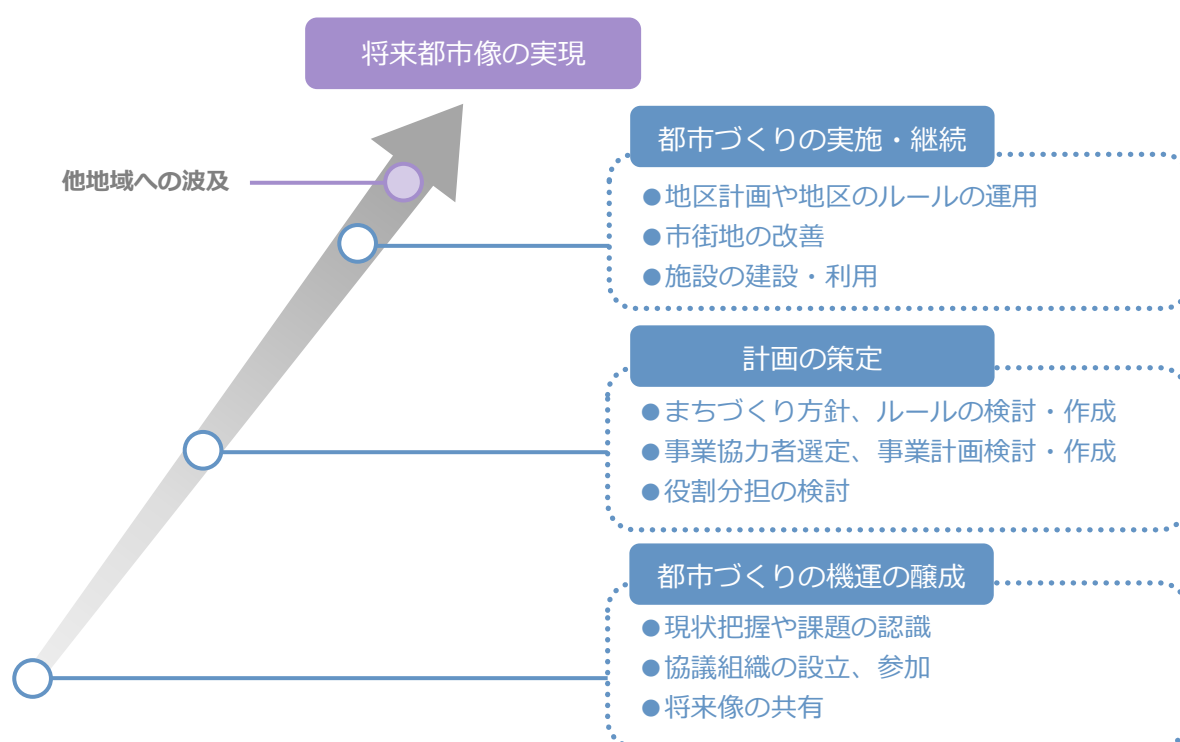 将来都市像の実現
他地域への波及
都市づくりの実施・継続
●地区計画や地区のルールの運用
●市街地の改善
●施設の建設・利用
計画の策定
●まちづくり方針、ルールの検討・作成
●事業協力者選定、事業計画検討・作成
●役割分担の検討
都市づくりの機運の醸成
●現状把握や課題の認識
●協議組織の設立、参加
●将来像の共有